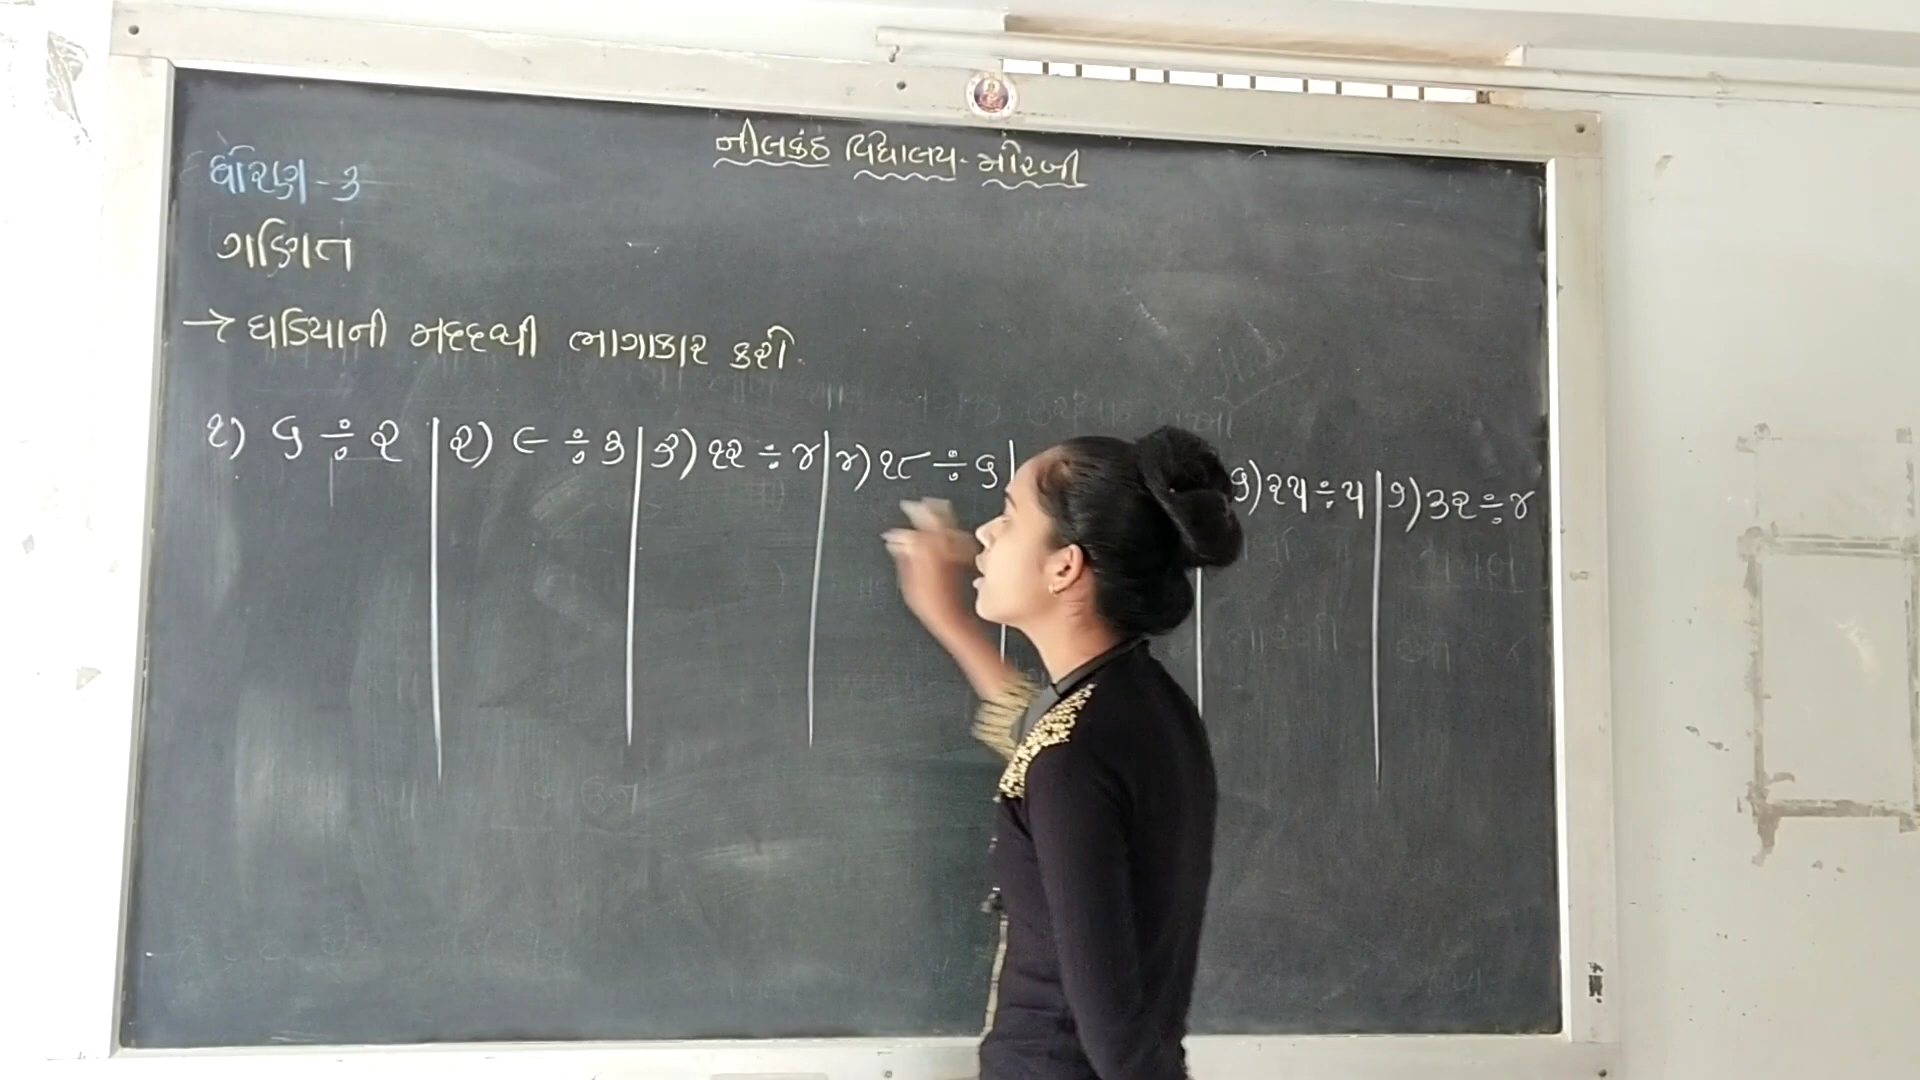 નીલકંઠ વિદ્યાલય - મોરબી
ધોરણ - ૩
ગણિત
→ ઘડિયાની મદદથી ભાગાકાર કરો
૧) ૬ ÷ ૨ | ૨) ૯ ÷ ૩ | ૩) ૧૨ ÷ ૪ | ૪) ૧૮ ÷ ૬ | ૬) ૨૫ ÷ ૫ | ૭) ૩૨ ÷ ૪